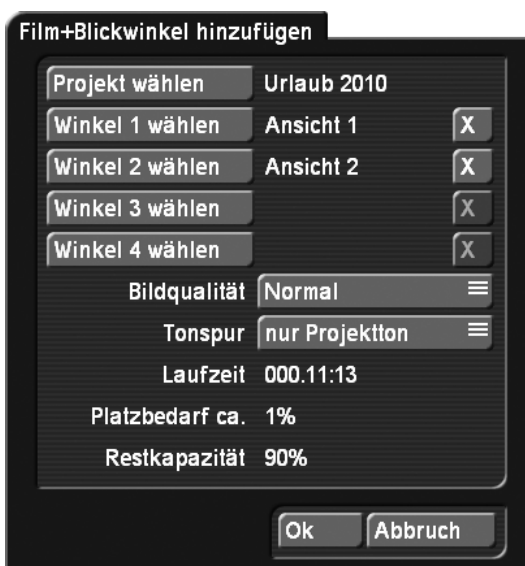 Film+Blickwinkel hinzufügen
Projekt wählen Urlaub 2010
Winkel 1 wählen Ansicht 1 X
Winkel 2 wählen Ansicht 2 X
Winkel 3 wählen X
Winkel 4 wählen X
Bildqualität Normal
Tonspur nur Projektton
Laufzeit 000.11:13
Platzbedarf ca. 1%
Restkapazität 90%
Ok Abbruch